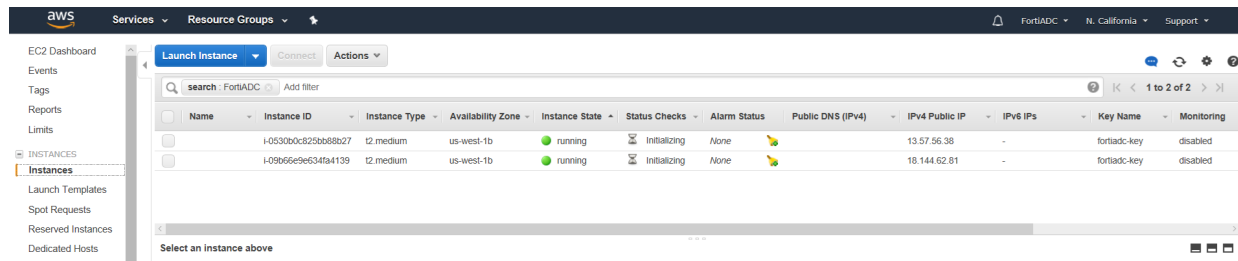 aws Services Resource Groups FortiADC N. California Support
EC2 Dashboard
Events
Tags
Reports
Limits
INSTANCES
Instances
Launch Templates
Spot Requests
Reserved Instances
Dedicated Hosts
Launch Instance Connect Actions
search : FortiADC Add filter 1 to 2 of 2
Name Instance ID Instance Type Availability Zone Instance State Status Checks Alarm Status Public DNS (IPv4) IPv4 Public IP IPv6 IPs Key Name Monitoring
i-0530b0c825bb88b27 t2.medium us-west-1b running Initializing None 13.57.56.38 - fortiadc-key disabled
i-09b66e9e634fa4139 t2.medium us-west-1b running Initializing None 18.144.62.81 - fortiadc-key disabled
Select an instance above